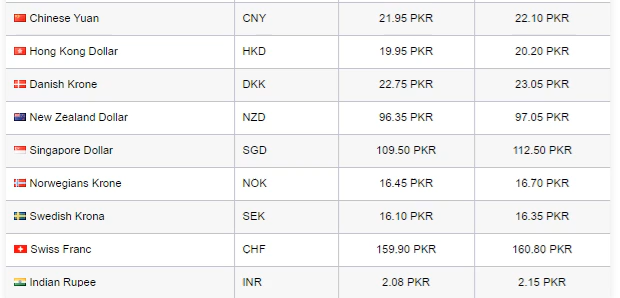 Chinese Yuan CNY 21.95 PKR 22.10 PKR
Hong Kong Dollar HKD 19.95 PKR 20.20 PKR
Danish Krone DKK 22.75 PKR 23.05 PKR
New Zealand Dollar NZD 96.35 PKR 97.05 PKR
Singapore Dollar SGD 109.50 PKR 112.50 PKR
Norwegians Krone NOK 16.45 PKR 16.70 PKR
Swedish Krona SEK 16.10 PKR 16.35 PKR
Swiss Franc CHF 159.90 PKR 160.80 PKR
Indian Rupee INR 2.08 PKR 2.15 PKR